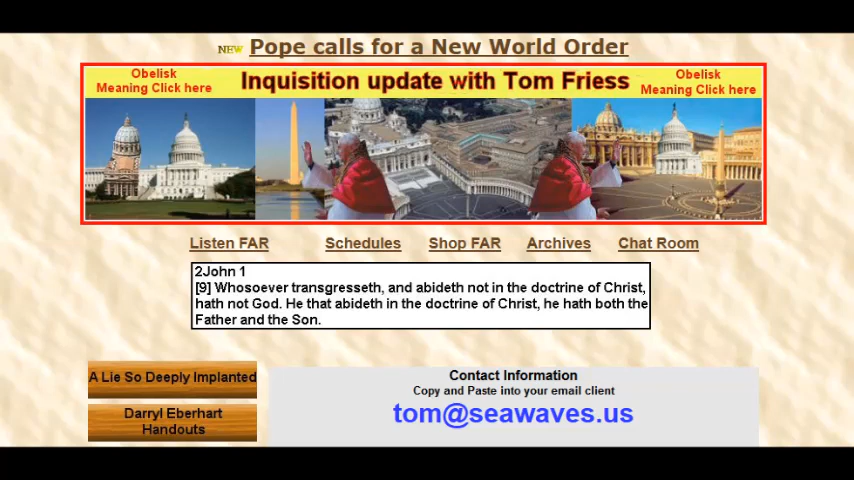 NEW Pope calls for a New World Order
Obelisk
Meaning Click here
Inquisition update with Tom Friess
Obelisk
Meaning Click here
Listen FAR
Schedules
Shop FAR
Archives
Chat Room
2John 1
[9] Whosoever transgresseth, and abideth not in the doctrine of Christ,
hath not God. He that abideth in the doctrine of Christ, he hath both the
Father and the Son.
A Lie So Deeply Implanted
Darryl Eberhart
Handouts
Contact Information
Copy and Paste into your email client
tom@seawaves.us